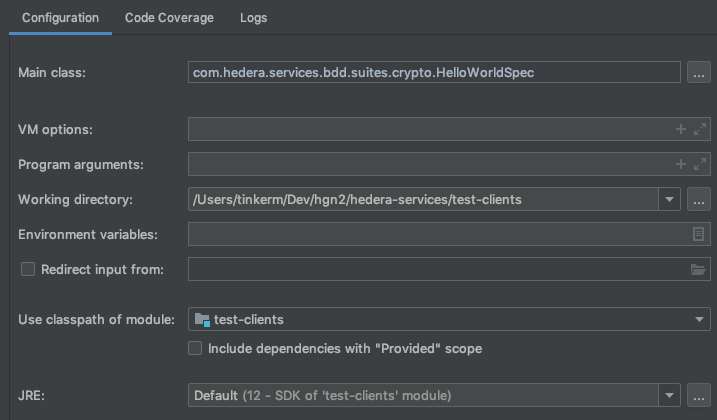 Configuration Code Coverage Logs
Main class: com.hedera.services.bdd.suites.crypto.HelloWorldSpec ...
VM options:
Program arguments:
Working directory: /Users/tinkerm/Dev/hgn2/hedera-services/test-clients ...
Environment variables:
Redirect input from:
Use classpath of module: test-clients
Include dependencies with "Provided" scope
JRE: Default (12 - SDK of 'test-clients' module) ...